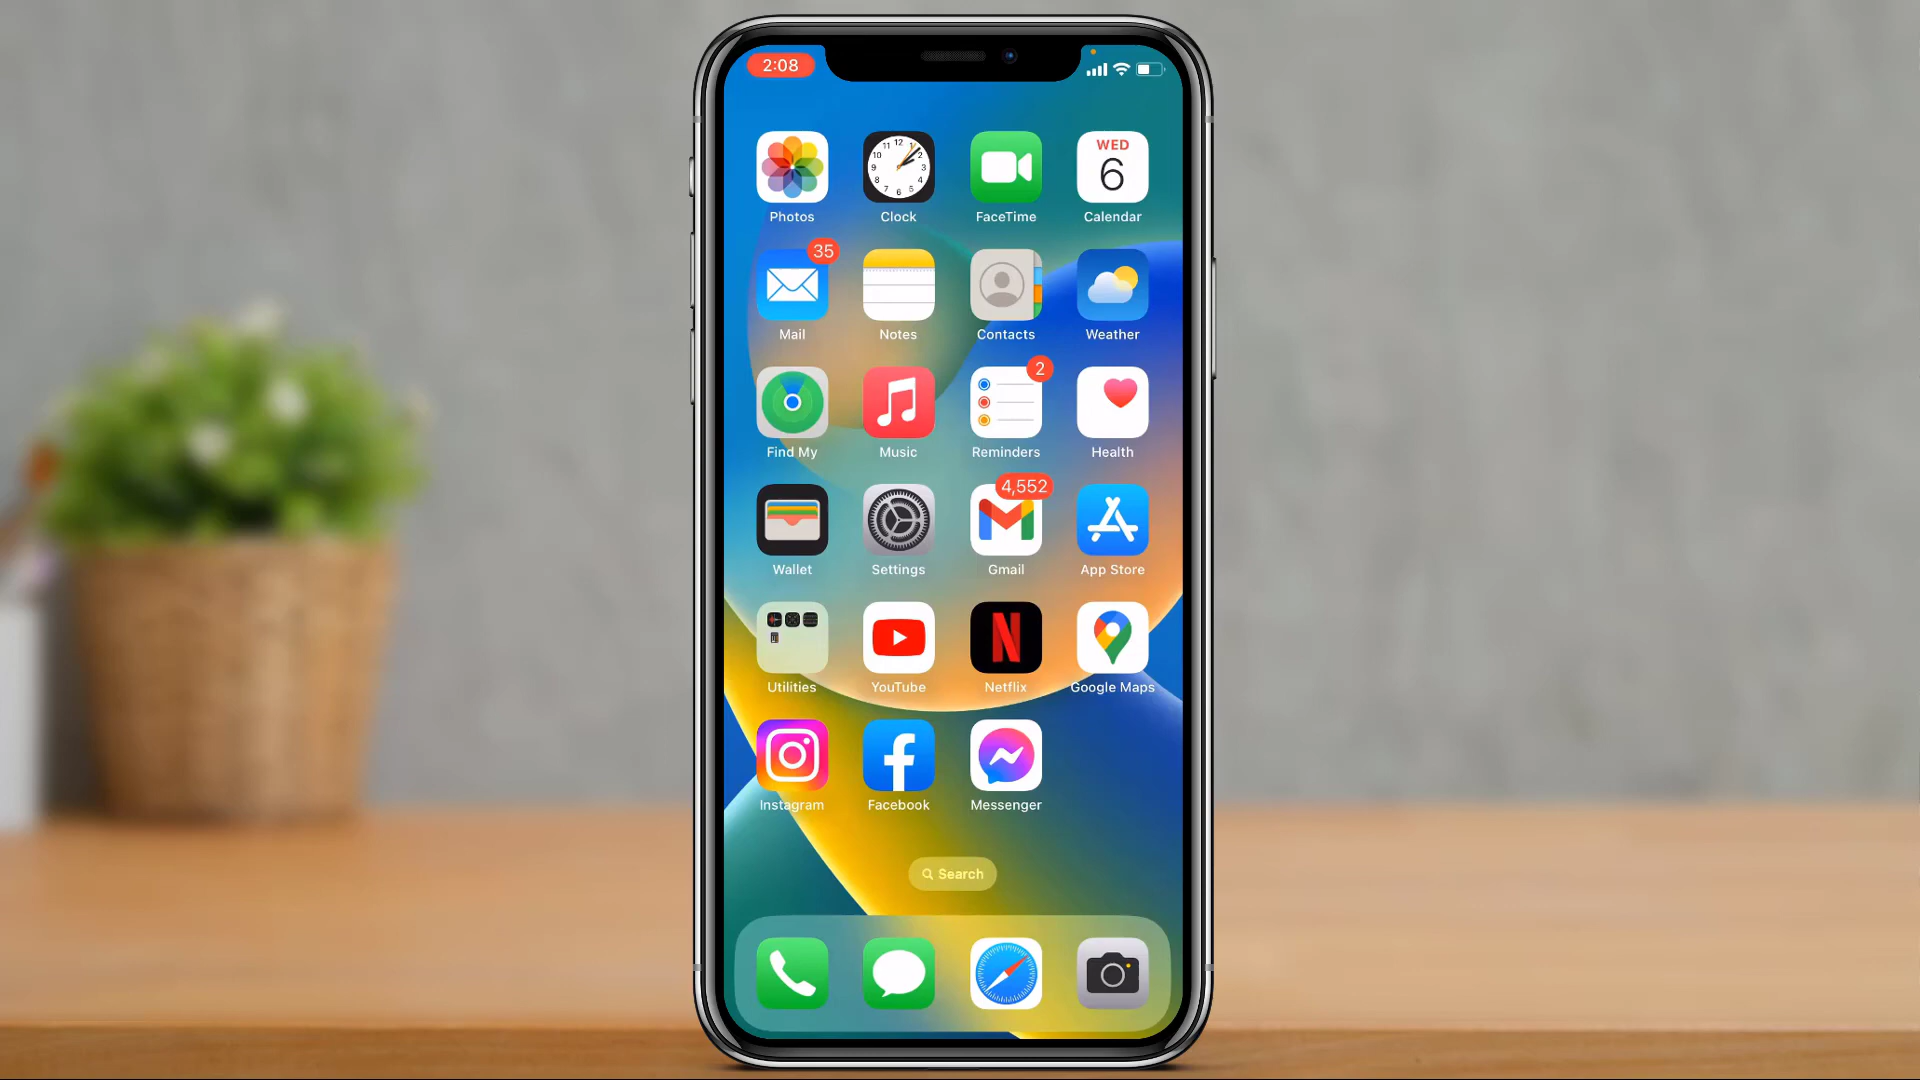 2:08
WED
6
Photos Clock FaceTime Calendar
35
Mail Notes Contacts Weather
2
Find My Music Reminders Health
4,552
Wallet Settings Gmail App Store
Utilities YouTube Netflix Google Maps
Instagram Facebook Messenger
Search